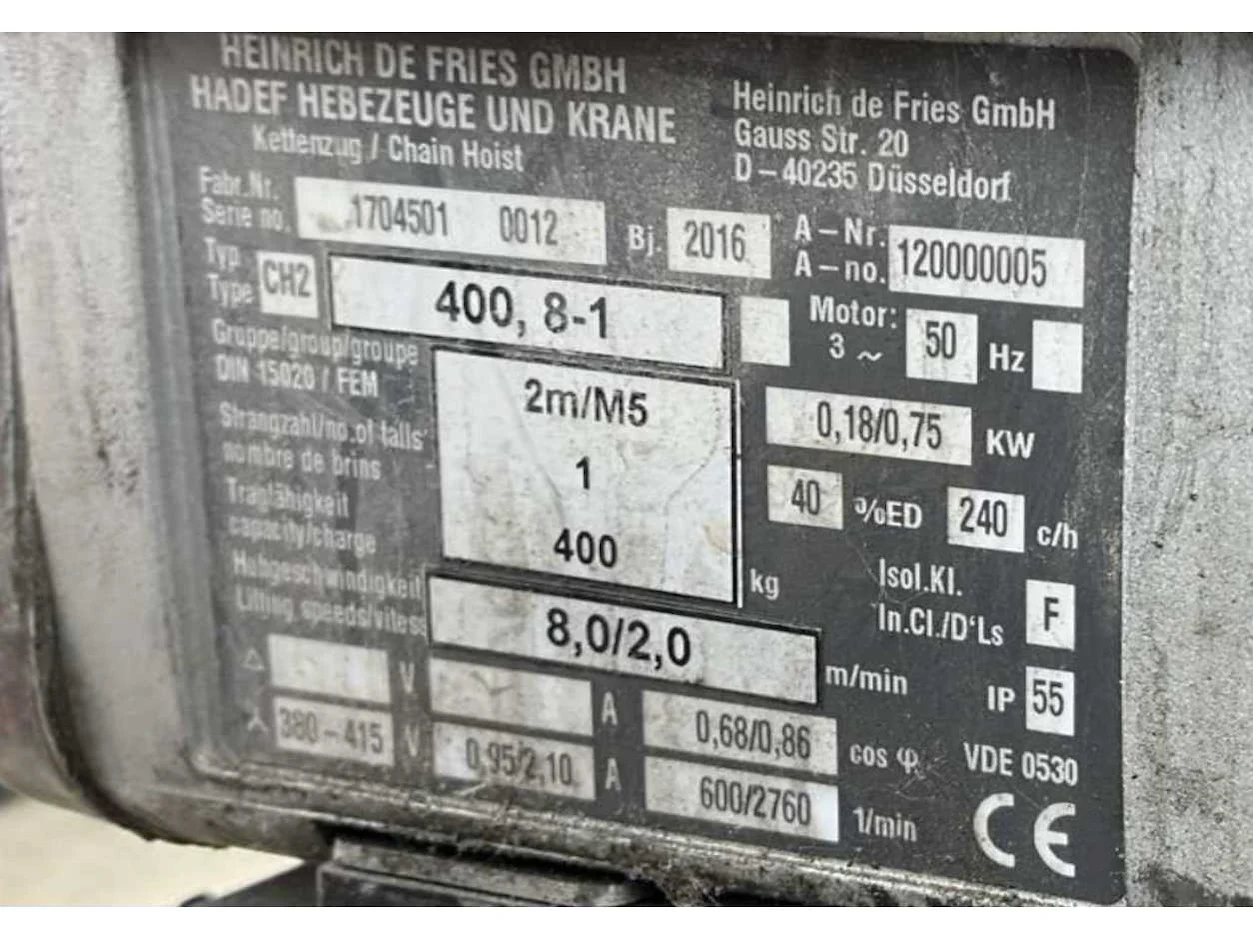 HEINRICH DE FRIES GMBH
HADEF HEBEZEUGE UND KRANE
Kettenzug / Chain Hoist
Heinrich de Fries GmbH
Gauss Str. 20
D-40235 Düsseldorf
Fabr.Nr.
Serie no. 1704501 0012 Bj. 2016
A-Nr.
A-no. 120000005
Typ.
Type CH2 400, 8-1
Motor:
3 ~ 50 Hz
Gruppe/group/groupe
DIN 15020 / FEM 2m/M5
0,18/0,75 KW
Strangzahl/no.of falls
nombre de brins 1
40 %ED 240 c/h
Tragfähigkeit
capacity/charge 400 kg
Isol.Kl.
In.Cl./D'Ls F
Hubgeschwindigkeit
Lifting speeds/vitess 8,0/2,0 m/min
IP 55
△ V A 0,68/0,86 cos φ VDE 0530
380-415 V 0,95/2,10 A 600/2760 1/min
CE